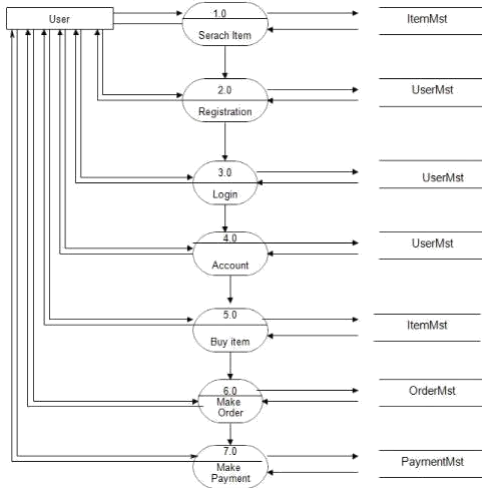 User
1.0
Serach Item
ItemMst
2.0
Registration
UserMst
3.0
Login
UserMst
4.0
Account
UserMst
5.0
Buy item
ItemMst
6.0
Make
Order
OrderMst
7.0
Make
Payment
PaymentMst